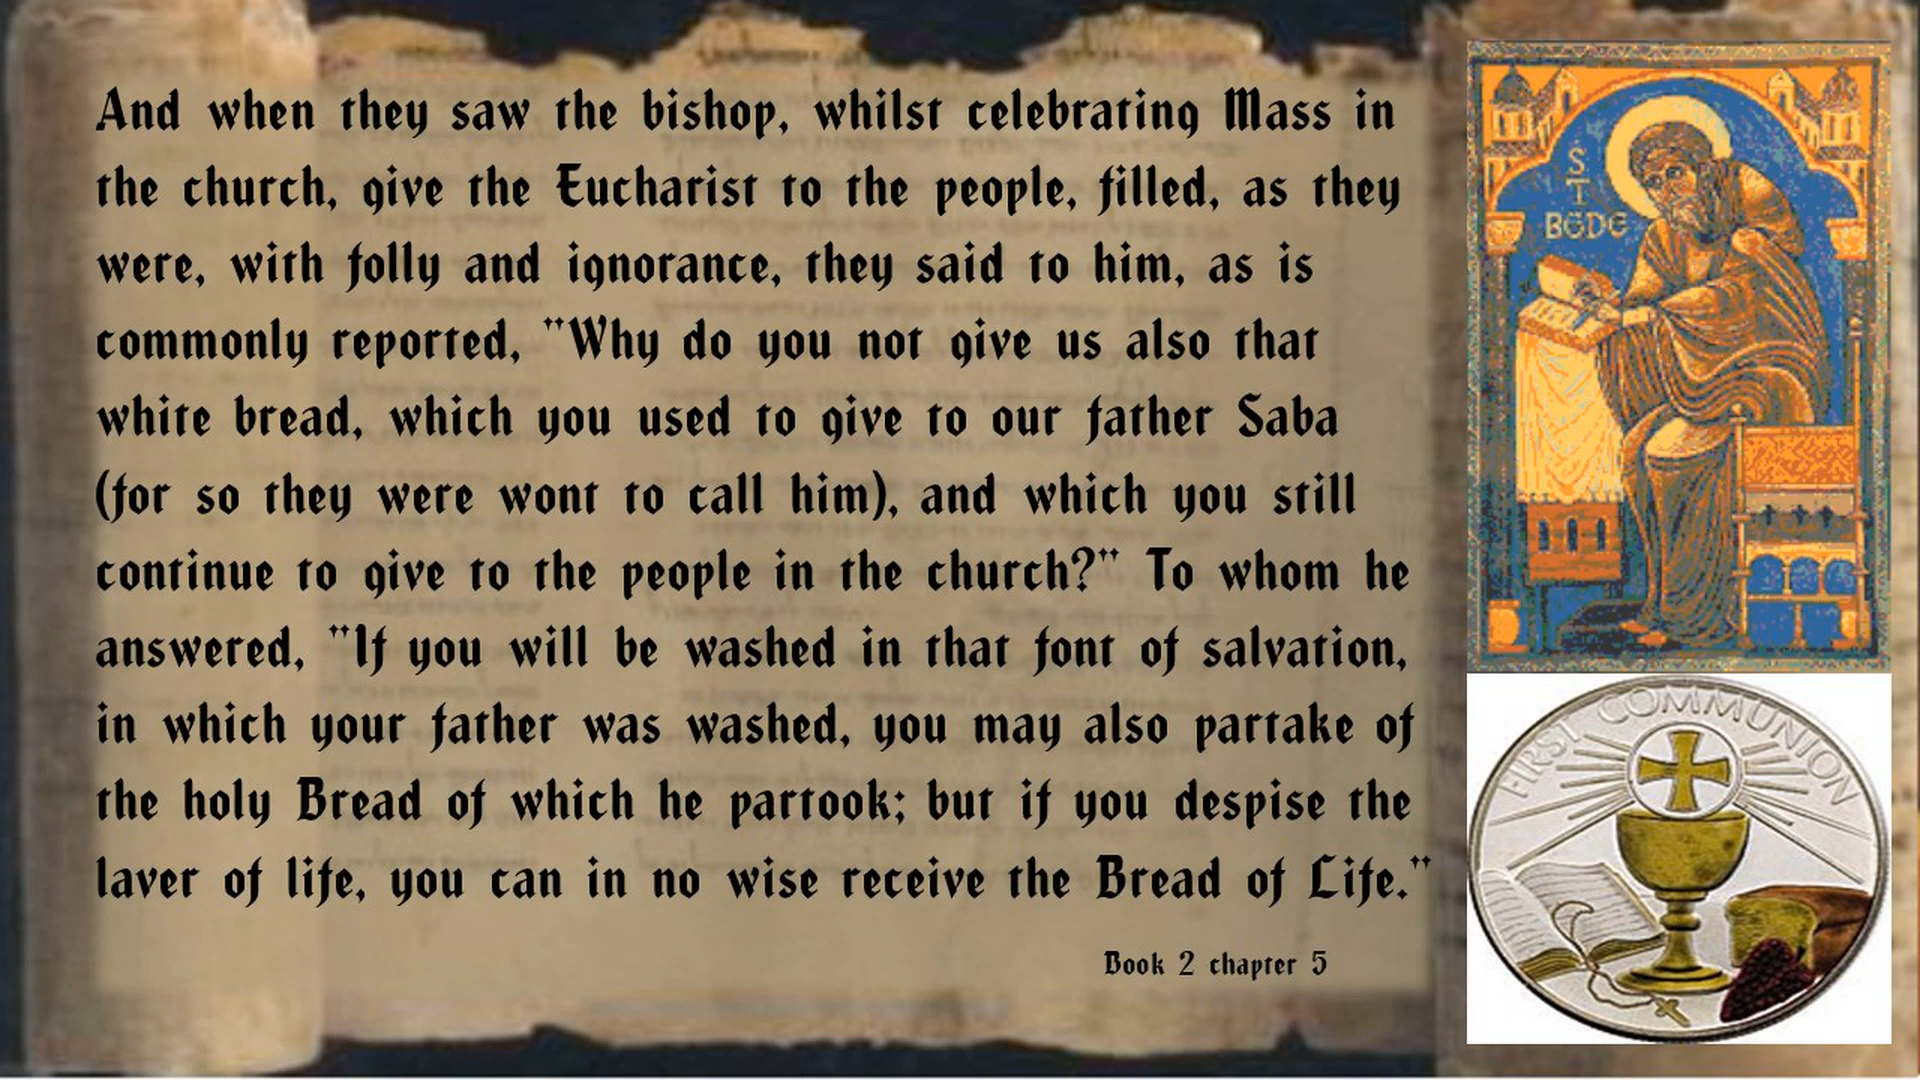 And when they saw the bishop, whilst celebrating Mass in
the church, give the Eucharist to the people, filled, as they
were, with folly and ignorance, they said to him, as is
commonly reported, "Why do you not give us also that
white bread, which you used to give to our father Saba
(for so they were wont to call him), and which you still
continue to give to the people in the church?" To whom he
answered, "If you will be washed in that font of salvation,
in which your father was washed, you may also partake of
the holy Bread of which he partook; but if you despise the
laver of life, you can in no wise receive the Bread of Life."
Book 2 chapter 5
S
T
BEDE
FIRST COMMUNION